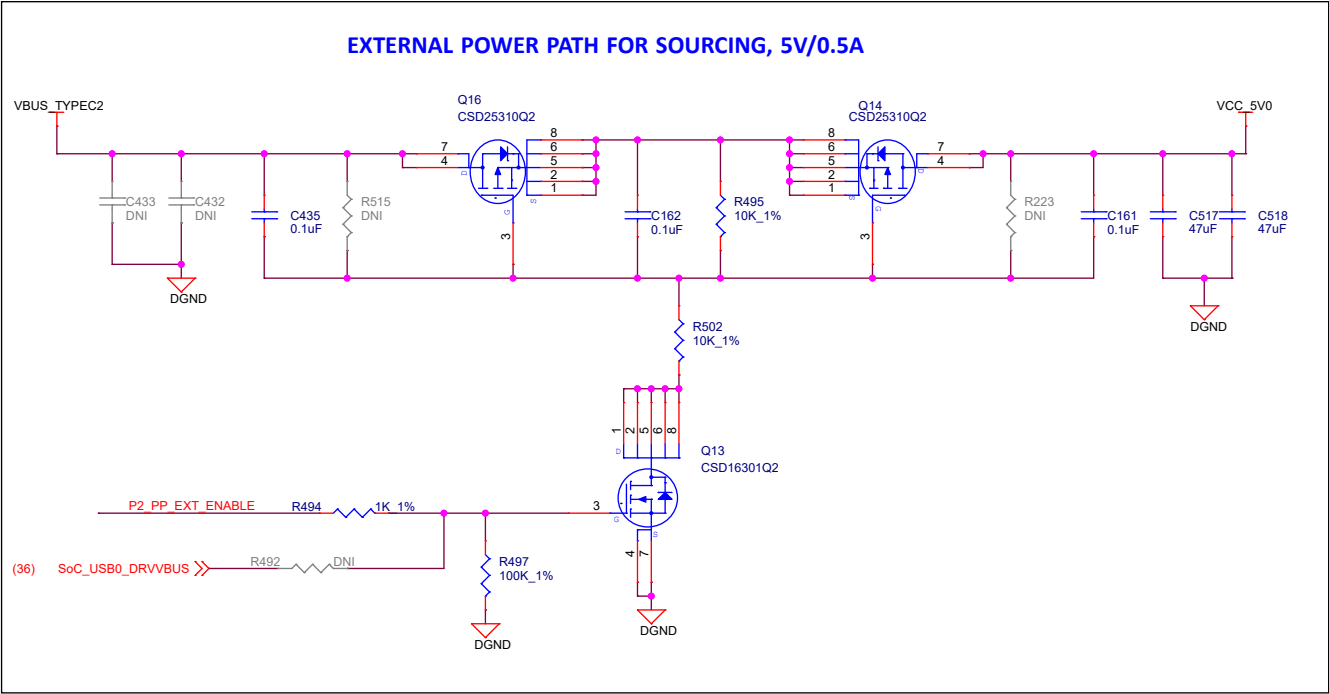 EXTERNAL POWER PATH FOR SOURCING, 5V/0.5A
VBUS_TYPEC2
Q16
CSD25310Q2
Q14
CSD25310Q2
VCC_5V0
7
4
8
6
5
2
1
D
S
G
3
8
6
5
2
1
7
4
D
S
G
3
C433
DNI
C432
DNI
C435
0.1uF
R515
DNI
C162
0.1uF
R495
10K_1%
R223
DNI
C161
0.1uF
C517
47uF
C518
47uF
DGND
DGND
R502
10K_1%
1
2
5
6
8
D
Q13
CSD16301Q2
P2_PP_EXT_ENABLE
R494
1K_1%
3
G
S
4
7
(36)
SoC_USB0_DRVVBUS
R492
DNI
R497
100K_1%
DGND
DGND